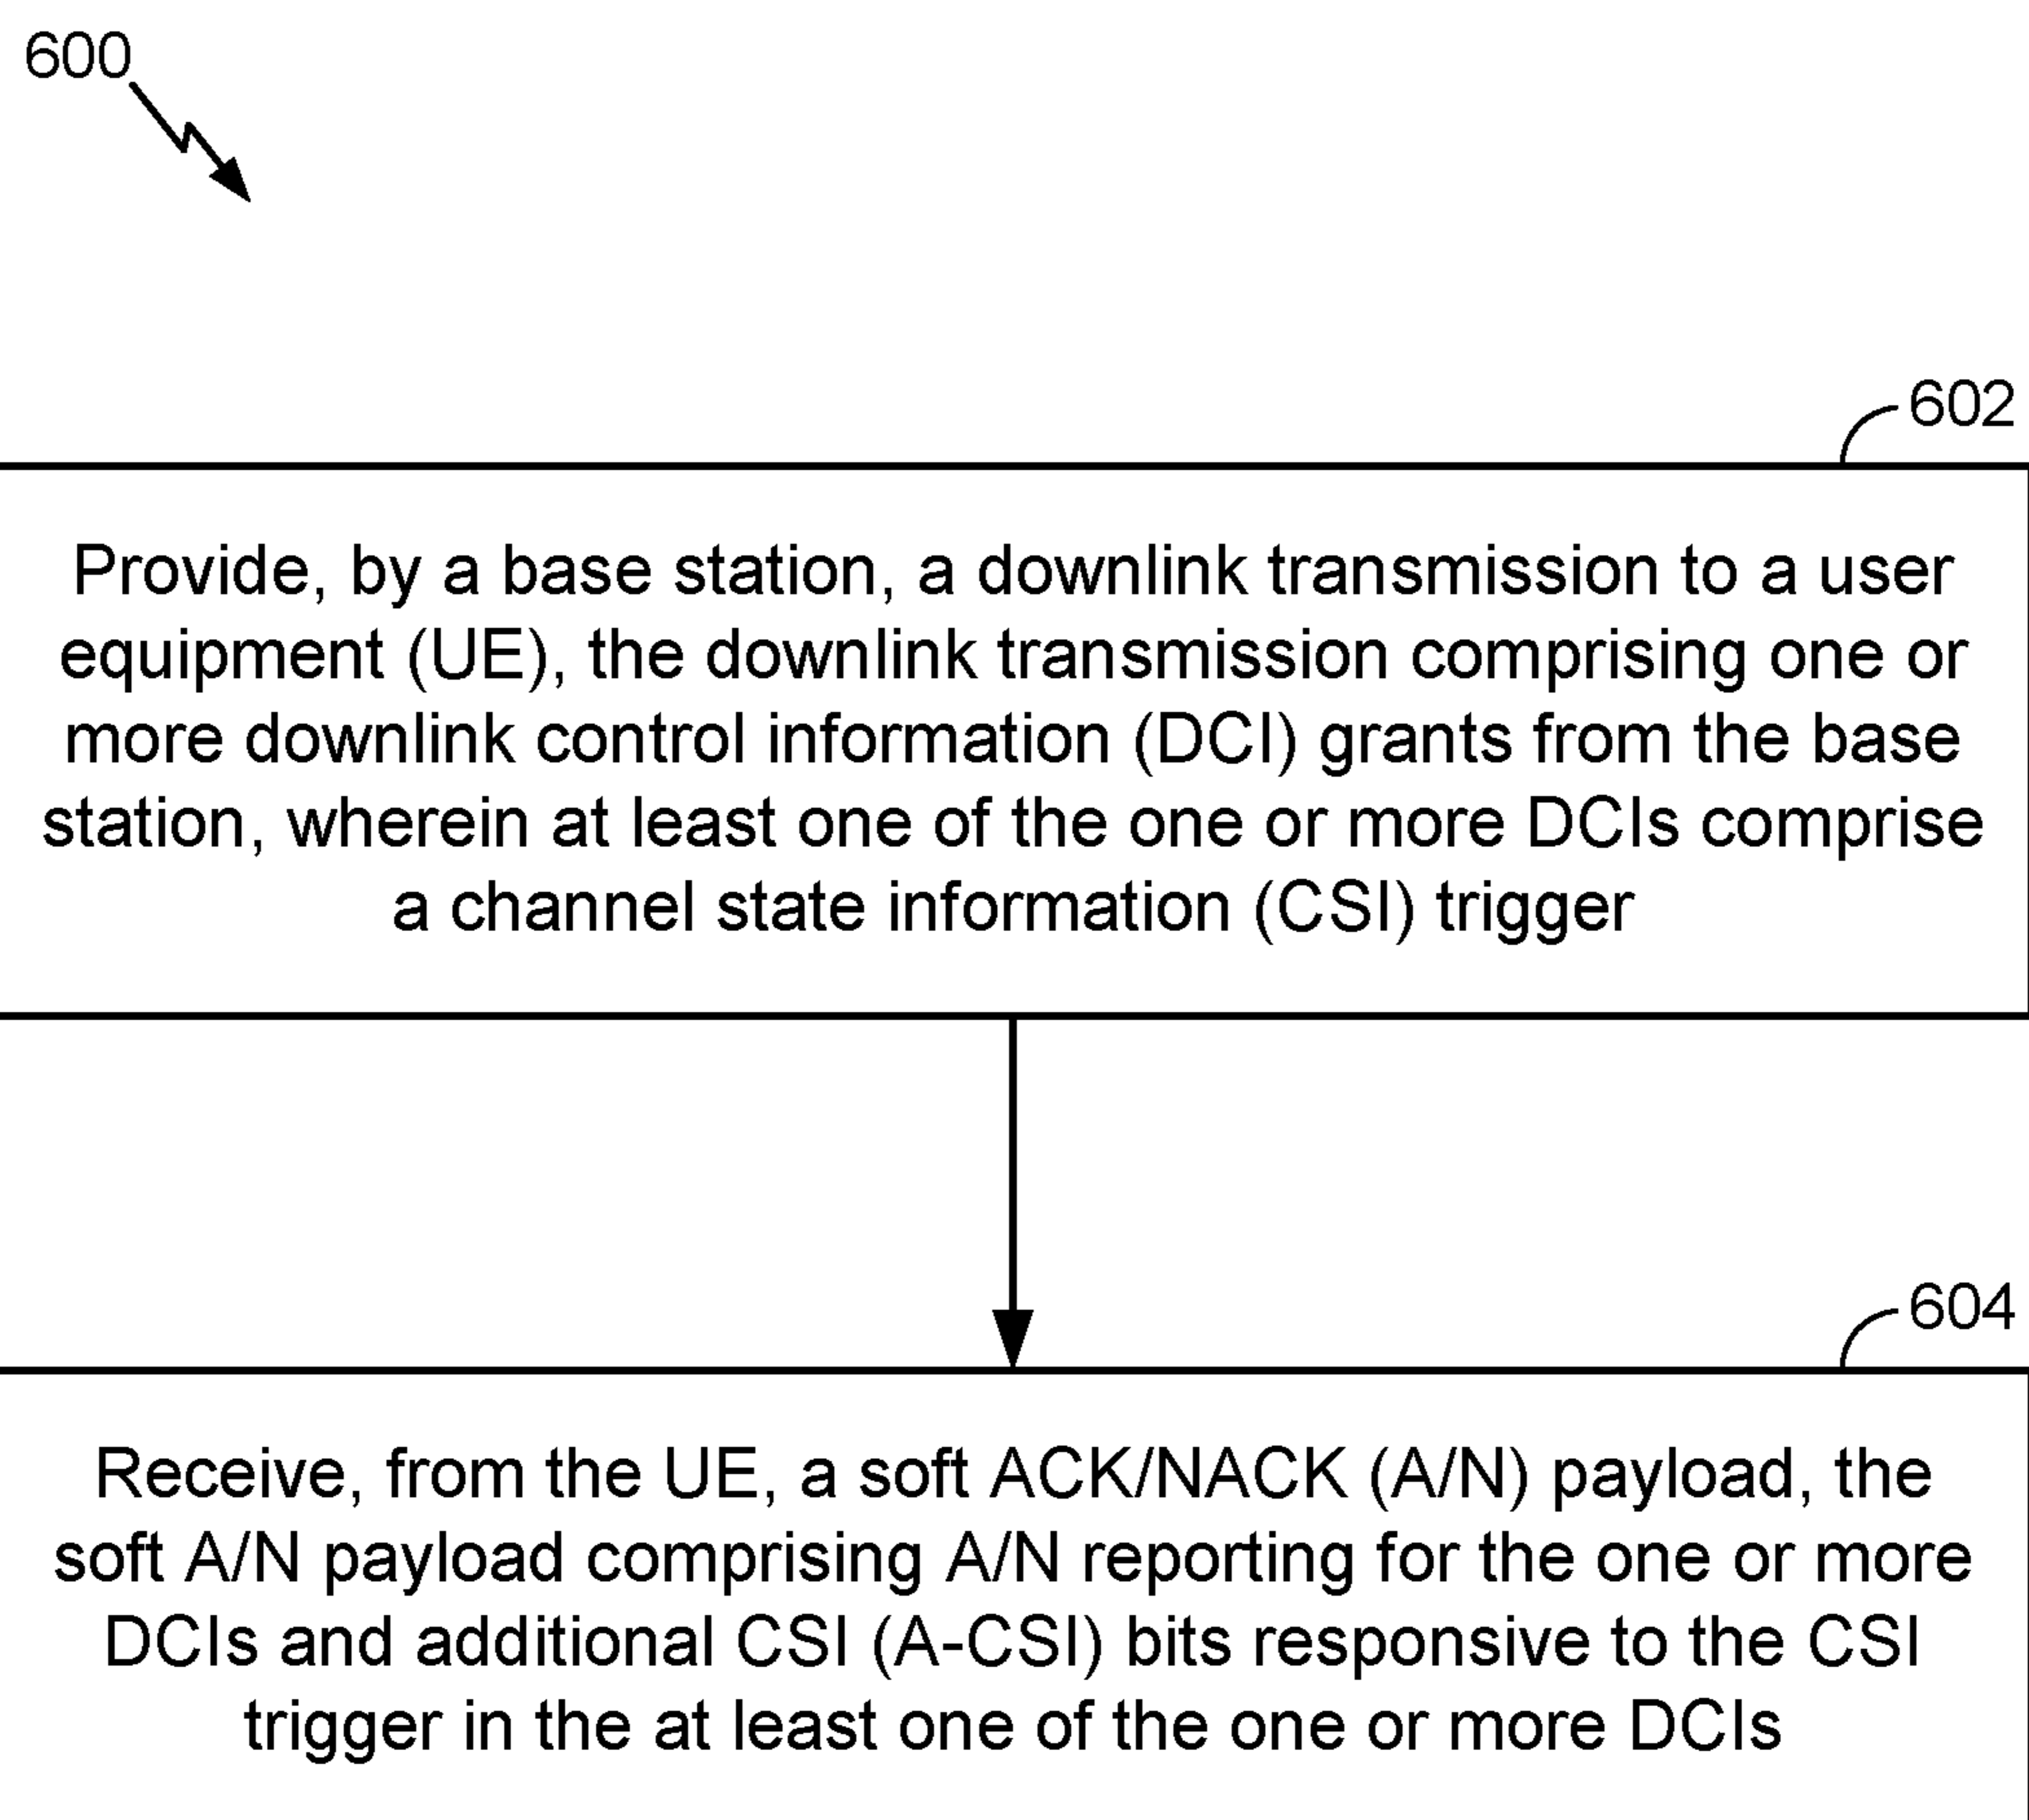 600
602
Provide, by a base station, a downlink transmission to a user
equipment (UE), the downlink transmission comprising one or
more downlink control information (DCI) grants from the base
station, wherein at least one of the one or more DCIs comprise
a channel state information (CSI) trigger
604
Receive, from the UE, a soft ACK/NACK (A/N) payload, the
soft A/N payload comprising A/N reporting for the one or more
DCIs and additional CSI (A-CSI) bits responsive to the CSI
trigger in the at least one of the one or more DCIs